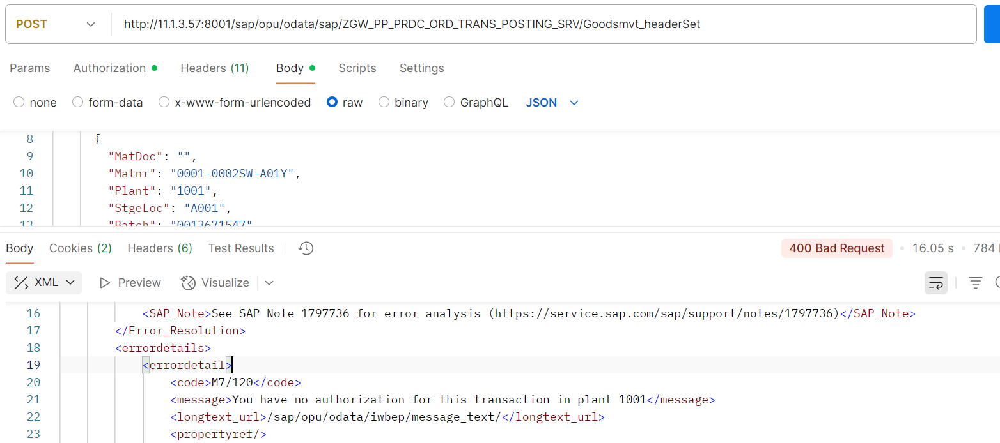 POST http://11.1.3.57:8001/sap/opu/odata/sap/ZGW_PP_PRDC_ORD_TRANS_POSTING_SRV/Goodsmvt_headerSet
Params Authorization Headers (11) Body Scripts Settings
none form-data x-www-form-urlencoded raw binary GraphQL JSON
8 {
9 "MatDoc": "",
10 "Matnr": "0001-0002SW-A01Y",
11 "Plant": "1001",
12 "StgeLoc": "A001",
13 "Batch": "0013671547"
Body Cookies (2) Headers (6) Test Results 400 Bad Request 16.05 s 784
XML Preview Visualize
16 <SAP_Note>See SAP Note 1797736 for error analysis (https://service.sap.com/sap/support/notes/1797736)</SAP_Note>
17 </Error_Resolution>
18 <errordetails>
19 <errordetail>
20 <code>M7/120</code>
21 <message>You have no authorization for this transaction in plant 1001</message>
22 <longtext_url>/sap/opu/odata/iwbep/message_text/</longtext_url>
23 <propertyref/>